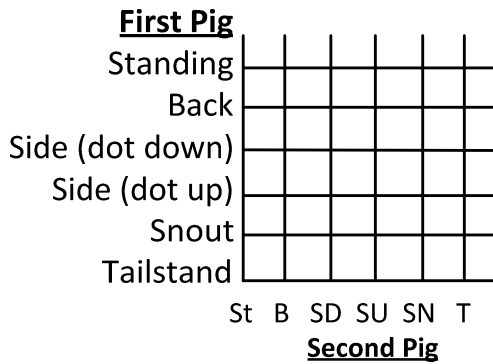 First Pig
Standing
Back
Side (dot down)
Side (dot up)
Snout
Tailstand
St B SD SU SN T
Second Pig